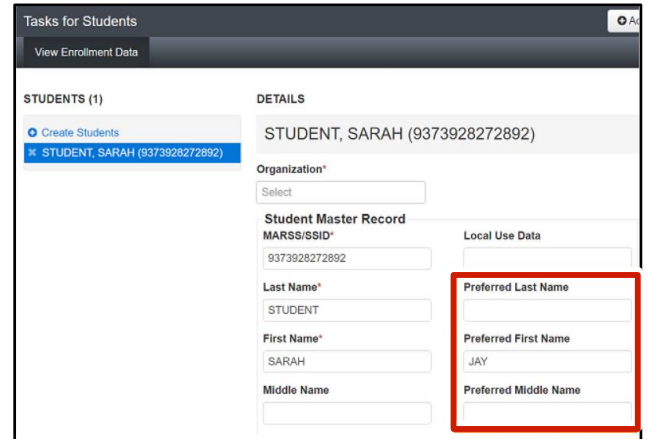 Tasks for Students
View Enrollment Data
STUDENTS (1)
Create Students
STUDENT, SARAH (9373928272892)
DETAILS
STUDENT, SARAH (9373928272892)
Organization*
Select
Student Master Record
MARSS/SSID*
Local Use Data
9373928272892
Last Name*
Preferred Last Name
STUDENT
First Name*
Preferred First Name
SARAH
JAY
Middle Name
Preferred Middle Name